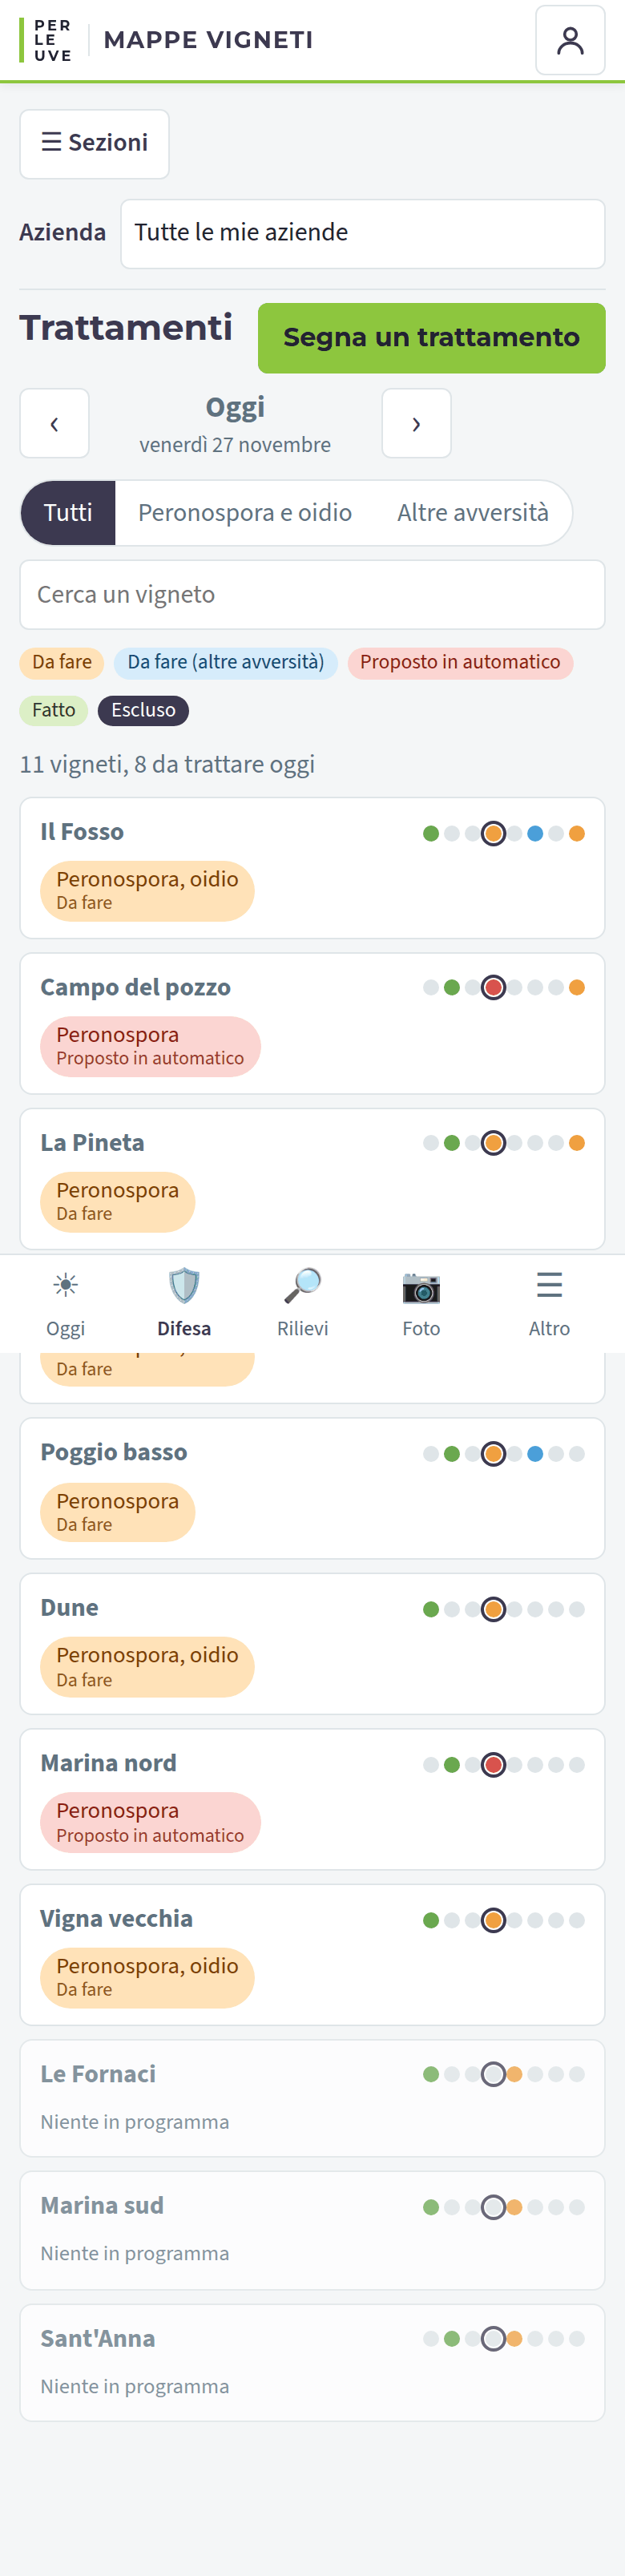 PER
LE
UVE
MAPPE VIGNETI
☰ Sezioni
Azienda
Tutte le mie aziende
Trattamenti
Segna un trattamento
‹
Oggi
venerdì 27 novembre
›
Tutti
Peronospora e oidio
Altre avversità
Cerca un vigneto
Da fare
Da fare (altre avversità)
Proposto in automatico
Fatto
Escluso
11 vigneti, 8 da trattare oggi
Il Fosso
Peronospora, oidio
Da fare
Campo del pozzo
Peronospora
Proposto in automatico
La Pineta
Peronospora
Da fare
Oggi
Difesa
Rilievi
Foto
Altro
Da fare
Poggio basso
Peronospora
Da fare
Dune
Peronospora, oidio
Da fare
Marina nord
Peronospora
Proposto in automatico
Vigna vecchia
Peronospora, oidio
Da fare
Le Fornaci
Niente in programma
Marina sud
Niente in programma
Sant'Anna
Niente in programma